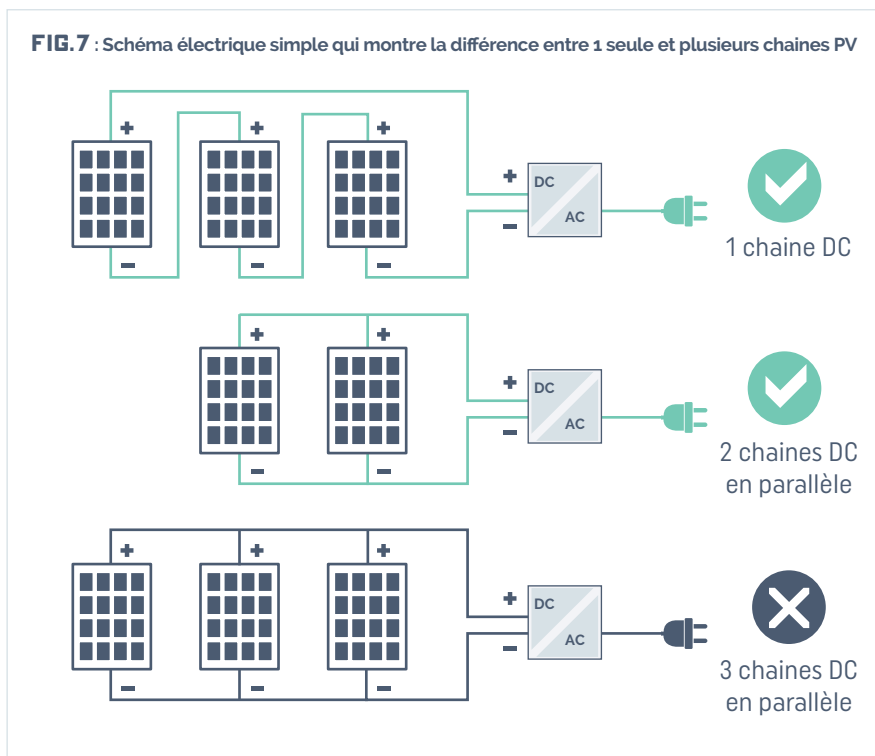 FIG.7 : Schéma électrique simple qui montre la différence entre 1 seule et plusieurs chaines PV
+ + +
+
DC
AC
−
− − −
1 chaine DC
+ +
+
DC
AC
−
− −
2 chaines DC
en parallèle
+ + +
+
DC
AC
−
− − −
3 chaines DC
en parallèle